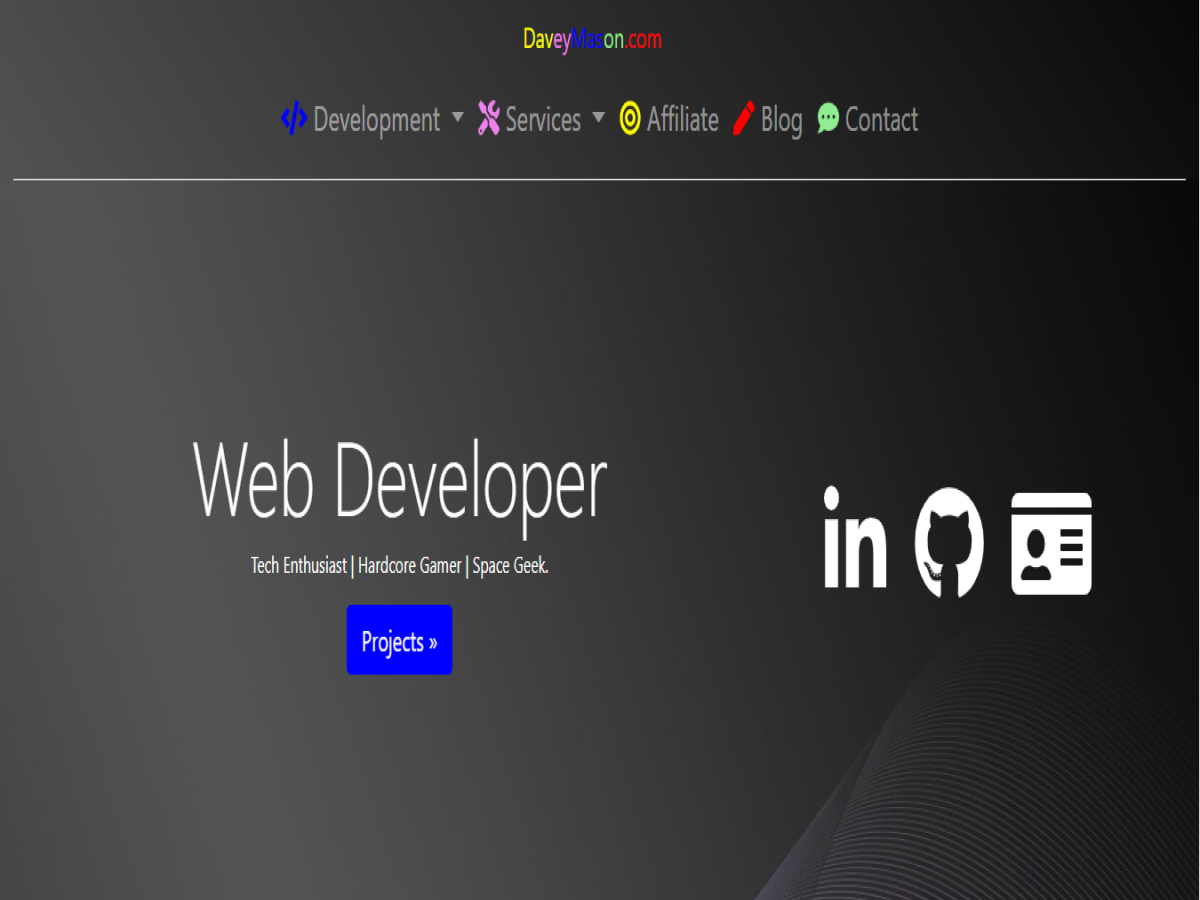 DaveyMason.com
Development Services Affiliate Blog Contact
Web Developer
in
Tech Enthusiast | Hardcore Gamer | Space Geek.
Projects »